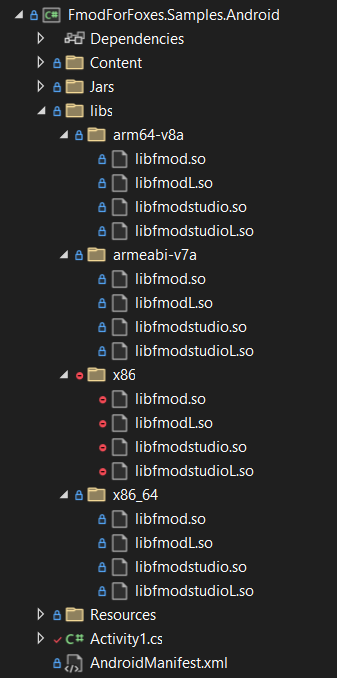 FmodForFoxes.Samples.Android
Dependencies
Content
Jars
libs
arm64-v8a
libfmod.so
libfmodL.so
libfmodstudio.so
libfmodstudioL.so
armeabi-v7a
libfmod.so
libfmodL.so
libfmodstudio.so
libfmodstudioL.so
x86
libfmod.so
libfmodL.so
libfmodstudio.so
libfmodstudioL.so
x86_64
libfmod.so
libfmodL.so
libfmodstudio.so
libfmodstudioL.so
Resources
C# Activity1.cs
AndroidManifest.xml